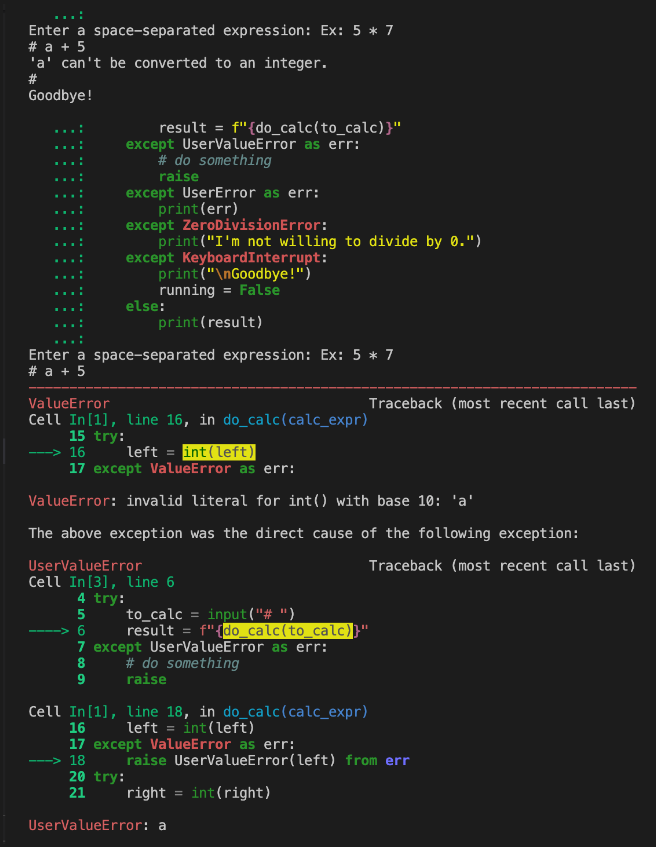 ...:
Enter a space-separated expression: Ex: 5 * 7
# a + 5
'a' can't be converted to an integer.
#
Goodbye!
...:         result = f"{do_calc(to_calc)}"
...:     except UserValueError as err:
...:         # do something
...:         raise
...:     except UserError as err:
...:         print(err)
...:     except ZeroDivisionError:
...:         print("I'm not willing to divide by 0.")
...:     except KeyboardInterrupt:
...:         print("\nGoodbye!")
...:         running = False
...:     else:
...:         print(result)
...:
Enter a space-separated expression: Ex: 5 * 7
# a + 5
---------------------------------------------------------------------------
ValueError                                Traceback (most recent call last)
Cell In[1], line 16, in do_calc(calc_expr)
     15 try:
---> 16     left = int(left)
     17 except ValueError as err:
ValueError: invalid literal for int() with base 10: 'a'
The above exception was the direct cause of the following exception:
UserValueError                            Traceback (most recent call last)
Cell In[3], line 6
      4 try:
      5     to_calc = input("# ")
----> 6     result = f"{do_calc(to_calc)}"
      7 except UserValueError as err:
      8     # do something
      9     raise
Cell In[1], line 18, in do_calc(calc_expr)
     16     left = int(left)
     17 except ValueError as err:
---> 18     raise UserValueError(left) from err
     20 try:
     21     right = int(right)
UserValueError: a